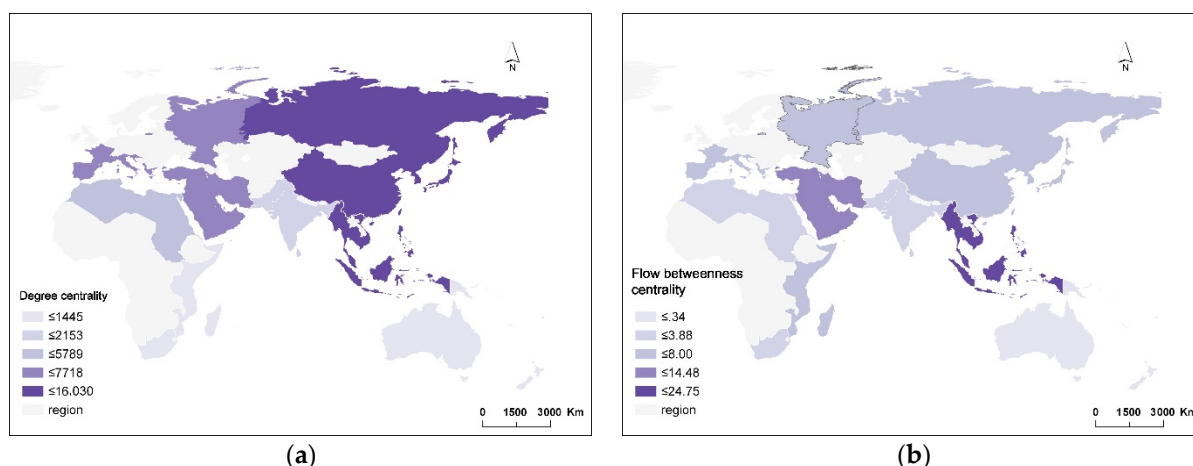 N
Degree centrality
≤1445
≤2153
≤5789
≤7718
≤16.030
region
0 1500 3000 Km
(a)
N
Flow betweenness
centrality
≤.34
≤3.88
≤8.00
≤14.48
≤24.75
region
0 1500 3000 Km
(b)